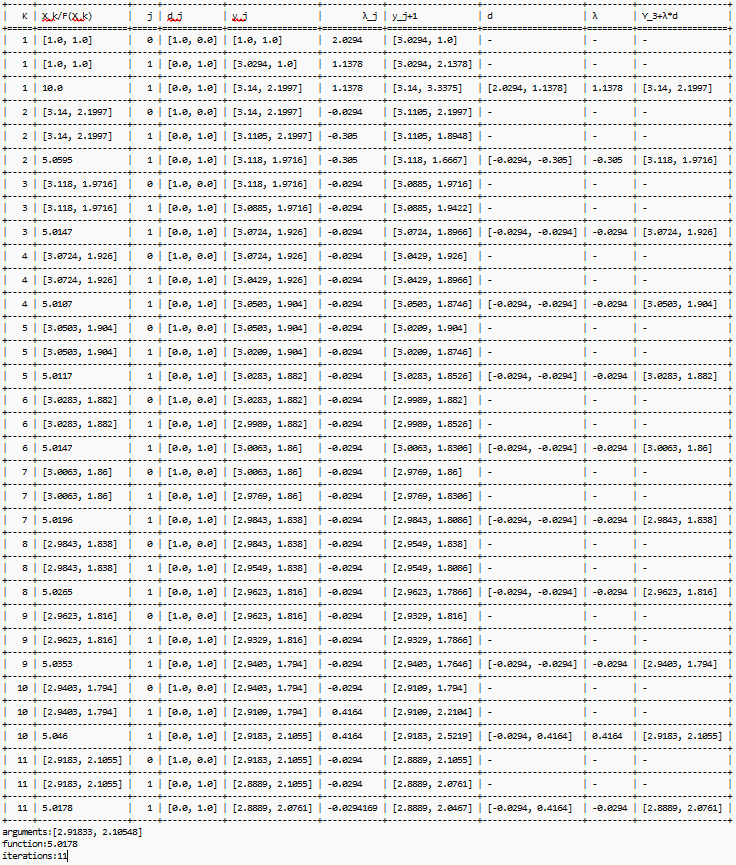 K | X_k/F(X_k) | j | d_j | y_j | λ_j | y_j+1 | d | λ | Y_3+λ*d
1 | [1.0, 1.0] | 0 | [1.0, 0.0] | [1.0, 1.0] | 2.0294 | [3.0294, 1.0] | - | - | -
1 | [1.0, 1.0] | 1 | [0.0, 1.0] | [3.0294, 1.0] | 1.1378 | [3.0294, 2.1378] | - | - | -
1 | 10.0 | 1 | [0.0, 1.0] | [3.14, 2.1997] | 1.1378 | [3.14, 3.3375] | [2.0294, 1.1378] | 1.1378 | [3.14, 2.1997]
2 | [3.14, 2.1997] | 0 | [1.0, 0.0] | [3.14, 2.1997] | -0.0294 | [3.1105, 2.1997] | - | - | -
2 | [3.14, 2.1997] | 1 | [0.0, 1.0] | [3.1105, 2.1997] | -0.305 | [3.1105, 1.8948] | - | - | -
2 | 5.0595 | 1 | [0.0, 1.0] | [3.118, 1.9716] | -0.305 | [3.118, 1.6667] | [-0.0294, -0.305] | -0.305 | [3.118, 1.9716]
3 | [3.118, 1.9716] | 0 | [1.0, 0.0] | [3.118, 1.9716] | -0.0294 | [3.0885, 1.9716] | - | - | -
3 | [3.118, 1.9716] | 1 | [0.0, 1.0] | [3.0885, 1.9716] | -0.0294 | [3.0885, 1.9422] | - | - | -
3 | 5.0147 | 1 | [0.0, 1.0] | [3.0724, 1.926] | -0.0294 | [3.0724, 1.8966] | [-0.0294, -0.0294] | -0.0294 | [3.0724, 1.926]
4 | [3.0724, 1.926] | 0 | [1.0, 0.0] | [3.0724, 1.926] | -0.0294 | [3.0429, 1.926] | - | - | -
4 | [3.0724, 1.926] | 1 | [0.0, 1.0] | [3.0429, 1.926] | -0.0294 | [3.0429, 1.8966] | - | - | -
4 | 5.0107 | 1 | [0.0, 1.0] | [3.0503, 1.904] | -0.0294 | [3.0503, 1.8746] | [-0.0294, -0.0294] | -0.0294 | [3.0503, 1.904]
5 | [3.0503, 1.904] | 0 | [1.0, 0.0] | [3.0503, 1.904] | -0.0294 | [3.0209, 1.904] | - | - | -
5 | [3.0503, 1.904] | 1 | [0.0, 1.0] | [3.0209, 1.904] | -0.0294 | [3.0209, 1.8746] | - | - | -
5 | 5.0117 | 1 | [0.0, 1.0] | [3.0283, 1.882] | -0.0294 | [3.0283, 1.8526] | [-0.0294, -0.0294] | -0.0294 | [3.0283, 1.882]
6 | [3.0283, 1.882] | 0 | [1.0, 0.0] | [3.0283, 1.882] | -0.0294 | [2.9989, 1.882] | - | - | -
6 | [3.0283, 1.882] | 1 | [0.0, 1.0] | [2.9989, 1.882] | -0.0294 | [2.9989, 1.8526] | - | - | -
6 | 5.0147 | 1 | [0.0, 1.0] | [3.0063, 1.86] | -0.0294 | [3.0063, 1.8306] | [-0.0294, -0.0294] | -0.0294 | [3.0063, 1.86]
7 | [3.0063, 1.86] | 0 | [1.0, 0.0] | [3.0063, 1.86] | -0.0294 | [2.9769, 1.86] | - | - | -
7 | [3.0063, 1.86] | 1 | [0.0, 1.0] | [2.9769, 1.86] | -0.0294 | [2.9769, 1.8306] | - | - | -
7 | 5.0196 | 1 | [0.0, 1.0] | [2.9843, 1.838] | -0.0294 | [2.9843, 1.8086] | [-0.0294, -0.0294] | -0.0294 | [2.9843, 1.838]
8 | [2.9843, 1.838] | 0 | [1.0, 0.0] | [2.9843, 1.838] | -0.0294 | [2.9549, 1.838] | - | - | -
8 | [2.9843, 1.838] | 1 | [0.0, 1.0] | [2.9549, 1.838] | -0.0294 | [2.9549, 1.8086] | - | - | -
8 | 5.0265 | 1 | [0.0, 1.0] | [2.9623, 1.816] | -0.0294 | [2.9623, 1.7866] | [-0.0294, -0.0294] | -0.0294 | [2.9623, 1.816]
9 | [2.9623, 1.816] | 0 | [1.0, 0.0] | [2.9623, 1.816] | -0.0294 | [2.9329, 1.816] | - | - | -
9 | [2.9623, 1.816] | 1 | [0.0, 1.0] | [2.9329, 1.816] | -0.0294 | [2.9329, 1.7866] | - | - | -
9 | 5.0353 | 1 | [0.0, 1.0] | [2.9403, 1.794] | -0.0294 | [2.9403, 1.7646] | [-0.0294, -0.0294] | -0.0294 | [2.9403, 1.794]
10 | [2.9403, 1.794] | 0 | [1.0, 0.0] | [2.9403, 1.794] | -0.0294 | [2.9109, 1.794] | - | - | -
10 | [2.9403, 1.794] | 1 | [0.0, 1.0] | [2.9109, 1.794] | 0.4164 | [2.9109, 2.2104] | - | - | -
10 | 5.046 | 1 | [0.0, 1.0] | [2.9183, 2.1055] | 0.4164 | [2.9183, 2.5219] | [-0.0294, 0.4164] | 0.4164 | [2.9183, 2.1055]
11 | [2.9183, 2.1055] | 0 | [1.0, 0.0] | [2.9183, 2.1055] | -0.0294 | [2.8889, 2.1055] | - | - | -
11 | [2.9183, 2.1055] | 1 | [0.0, 1.0] | [2.8889, 2.1055] | -0.0294 | [2.8889, 2.0761] | - | - | -
11 | 5.0178 | 1 | [0.0, 1.0] | [2.8889, 2.0761] | -0.0294169 | [2.8889, 2.0467] | [-0.0294, 0.4164] | -0.0294 | [2.8889, 2.0761]
arguments:[2.91833, 2.10548]
function:5.0178
iterations:11